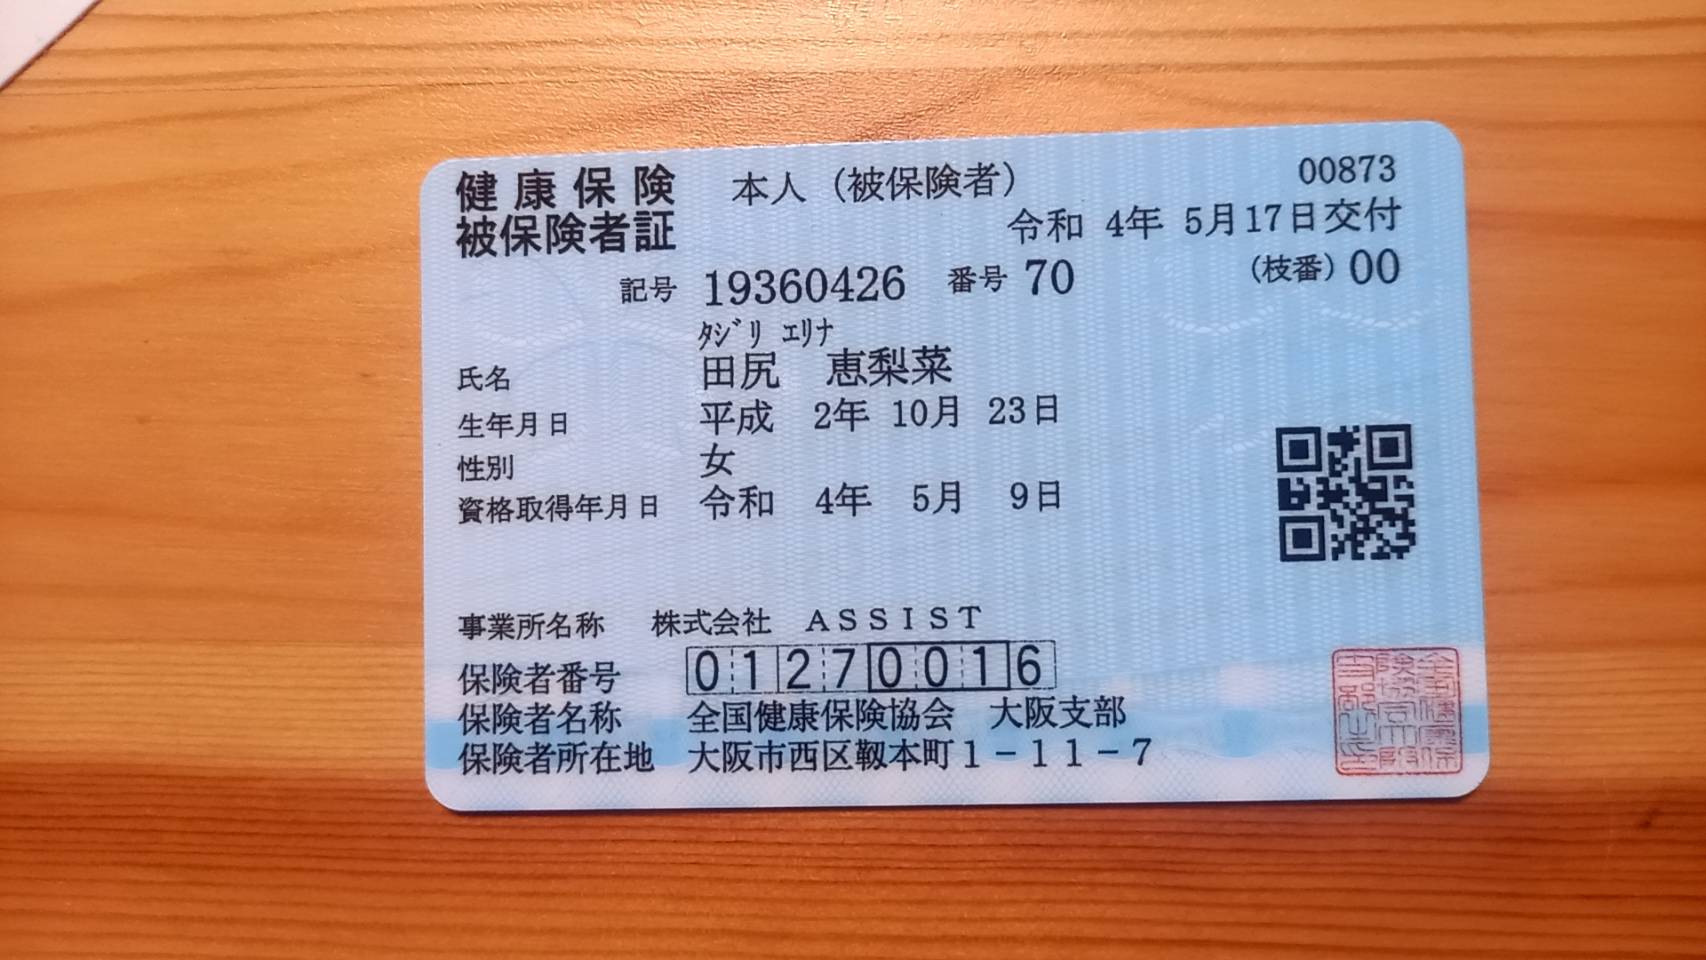 健康保険 本人（被保険者） 00873
被保険者証 令和 4年 5月17日交付
記号 19360426 番号 70 (枝番) 00
ﾀｼﾞﾘ ｴﾘﾅ
氏名 田尻 恵梨菜
生年月日 平成 2年 10月 23日
性別 女
資格取得年月日 令和 4年 5月 9日
事業所名称 株式会社 ＡＳＳＩＳＴ
保険者番号 01270016
保険者名称 全国健康保険協会 大阪支部
保険者所在地 大阪市西区靱本町１－１１－７